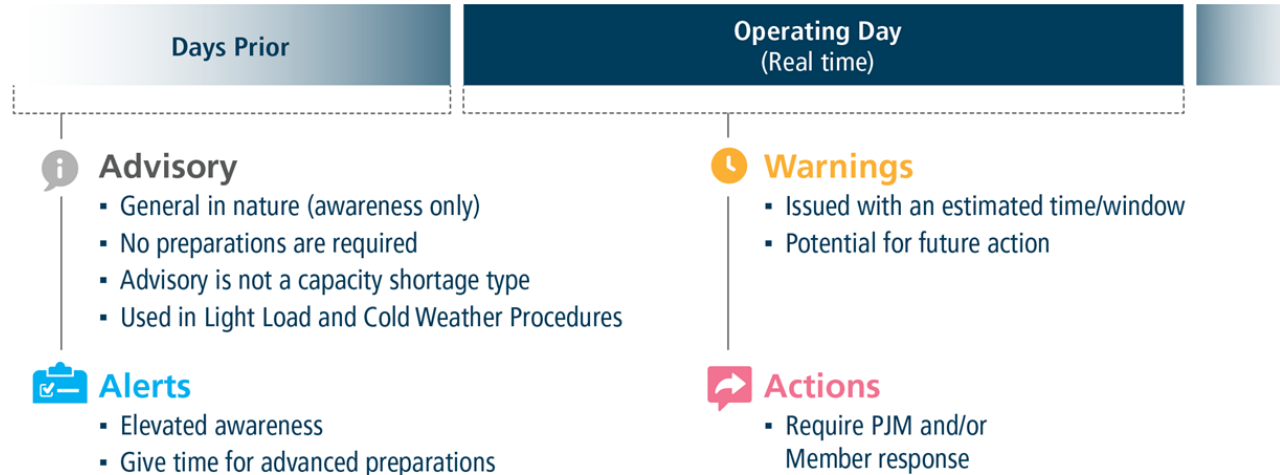 Days Prior
Operating Day
(Real time)
Advisory
▪ General in nature (awareness only)
▪ No preparations are required
▪ Advisory is not a capacity shortage type
▪ Used in Light Load and Cold Weather Procedures
Alerts
▪ Elevated awareness
▪ Give time for advanced preparations
Warnings
▪ Issued with an estimated time/window
▪ Potential for future action
Actions
▪ Require PJM and/or
Member response